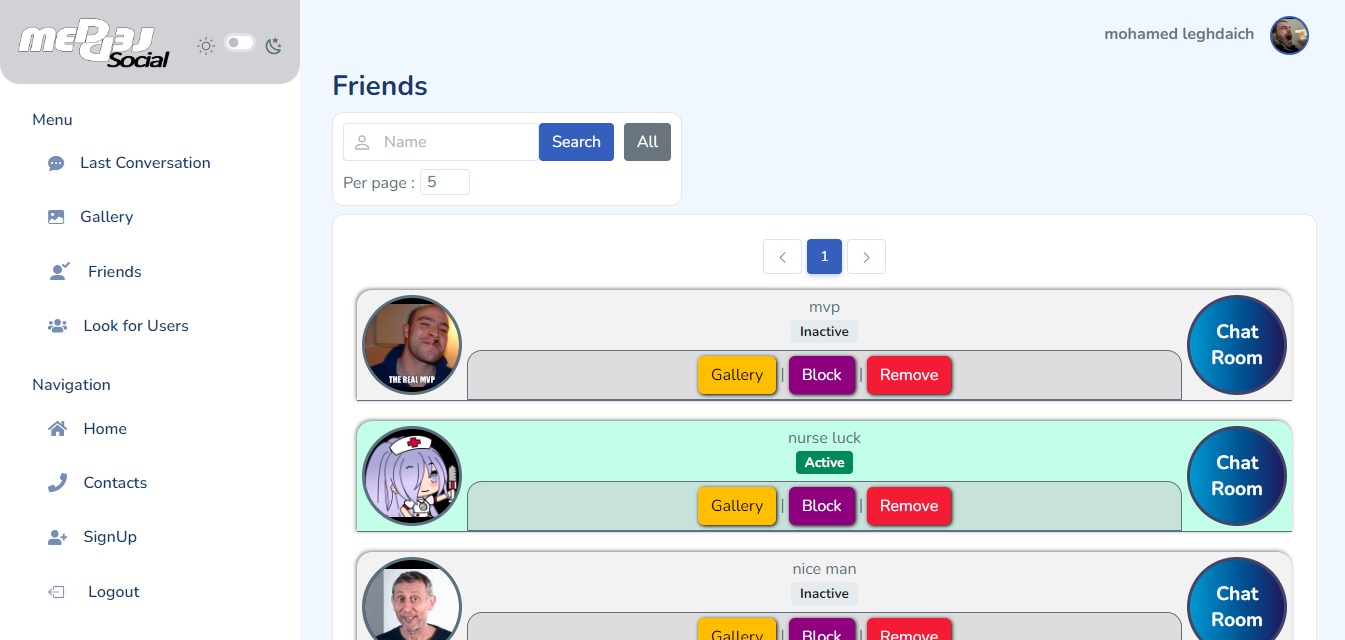 Social
mohamed leghdaich
Friends
Menu
Name
Search
All
Last Conversation
Per page :
5
Gallery
1
Friends
mvp
Look for Users
Inactive
Chat
Room
THE REAL MVP
Gallery | Block | Remove
Navigation
Home
nurse luck
Active
Chat
Room
Contacts
Gallery | Block | Remove
SignUp
nice man
Inactive
Chat
Room
Logout
Gallery | Block | Remove